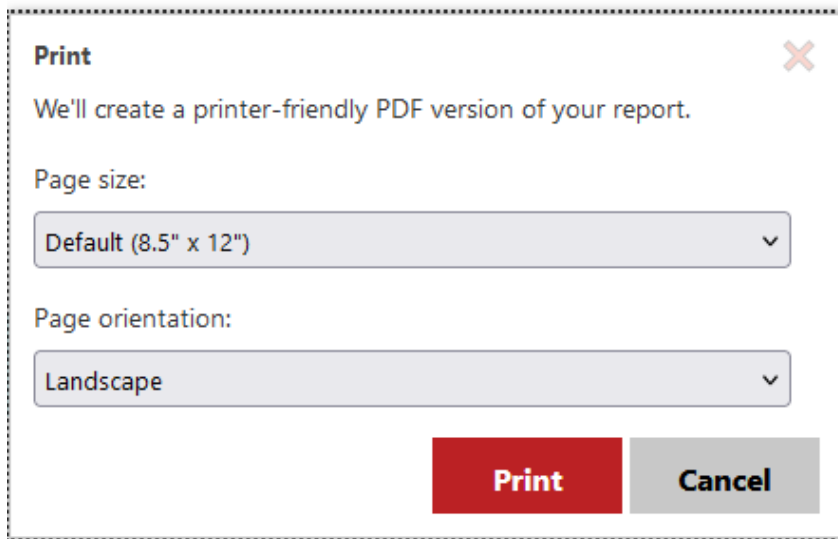 Print
We'll create a printer-friendly PDF version of your report.
Page size:
Default (8.5" x 12")
Page orientation:
Landscape
Print
Cancel